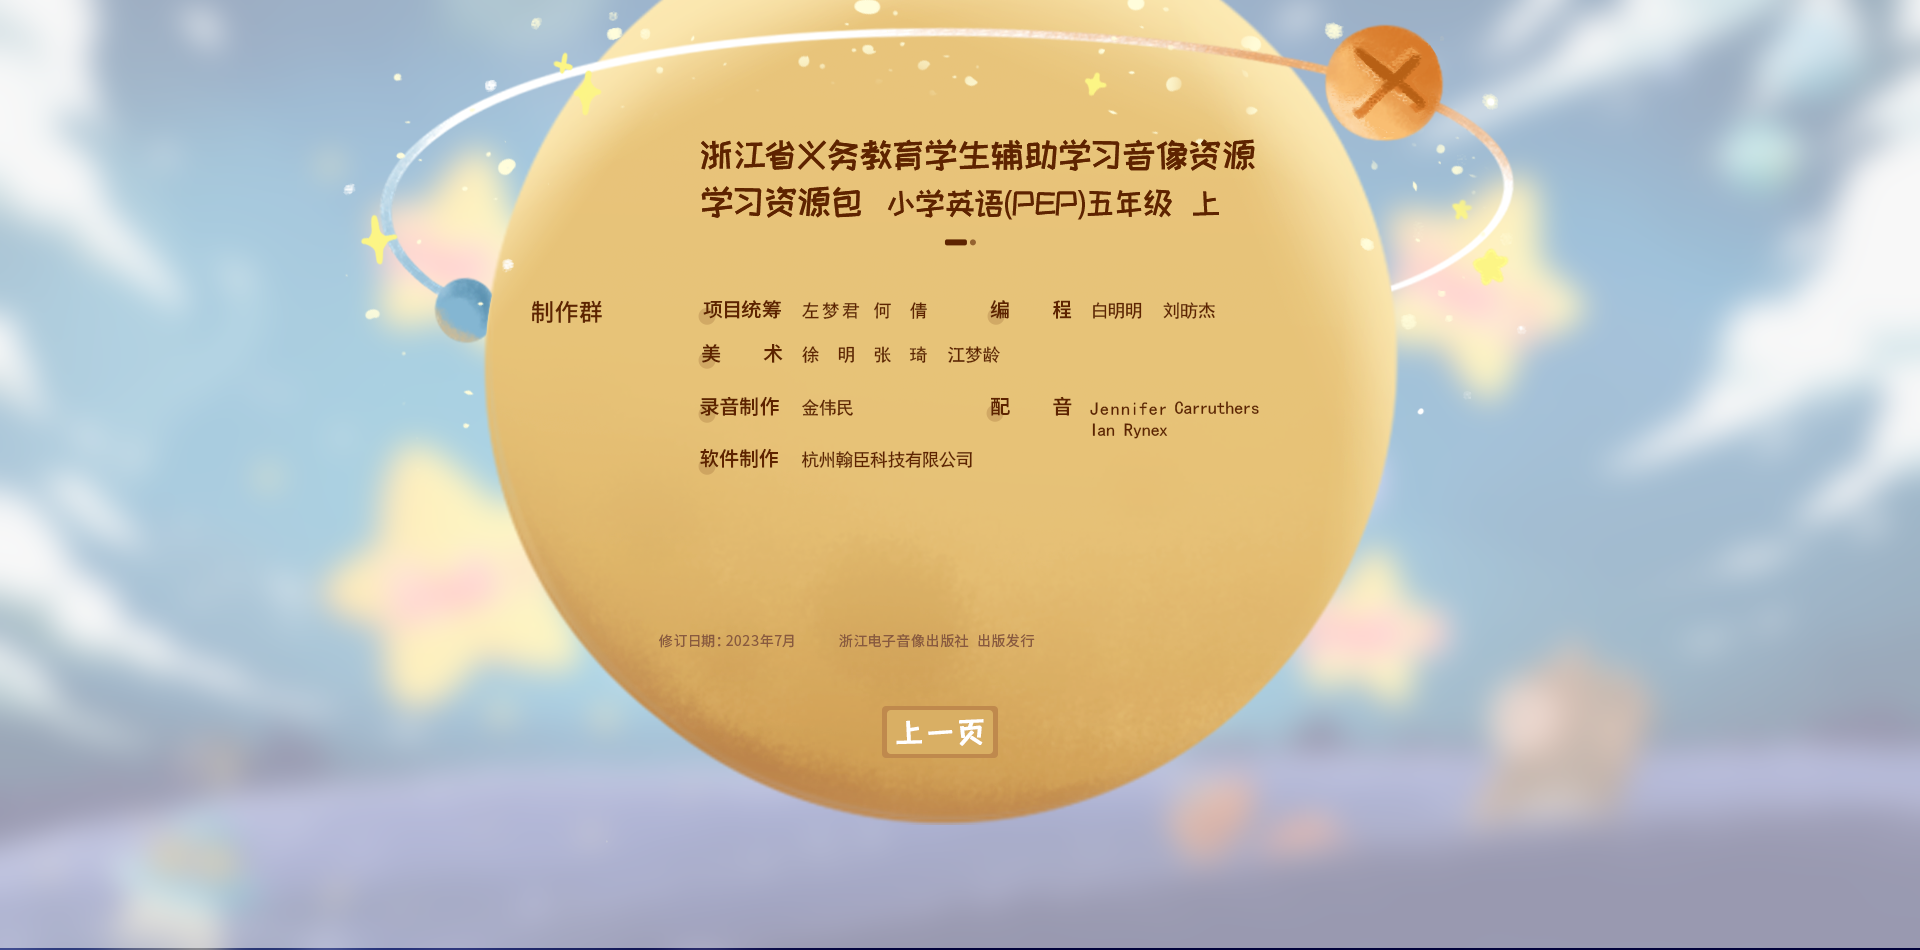 浙江省义务教育学生辅助学习音像资源
学习资源包 小学英语(PEP)五年级 上
制作群 项目统筹 左梦君 何 倩 编 程 白明明 刘昉杰
美 术 徐 明 张 琦 江梦龄
录音制作 金伟民 配 音 Jennifer Carruthers
Ian Rynex
软件制作 杭州翰臣科技有限公司
修订日期：2023年7月 浙江电子音像出版社 出版发行
上一页